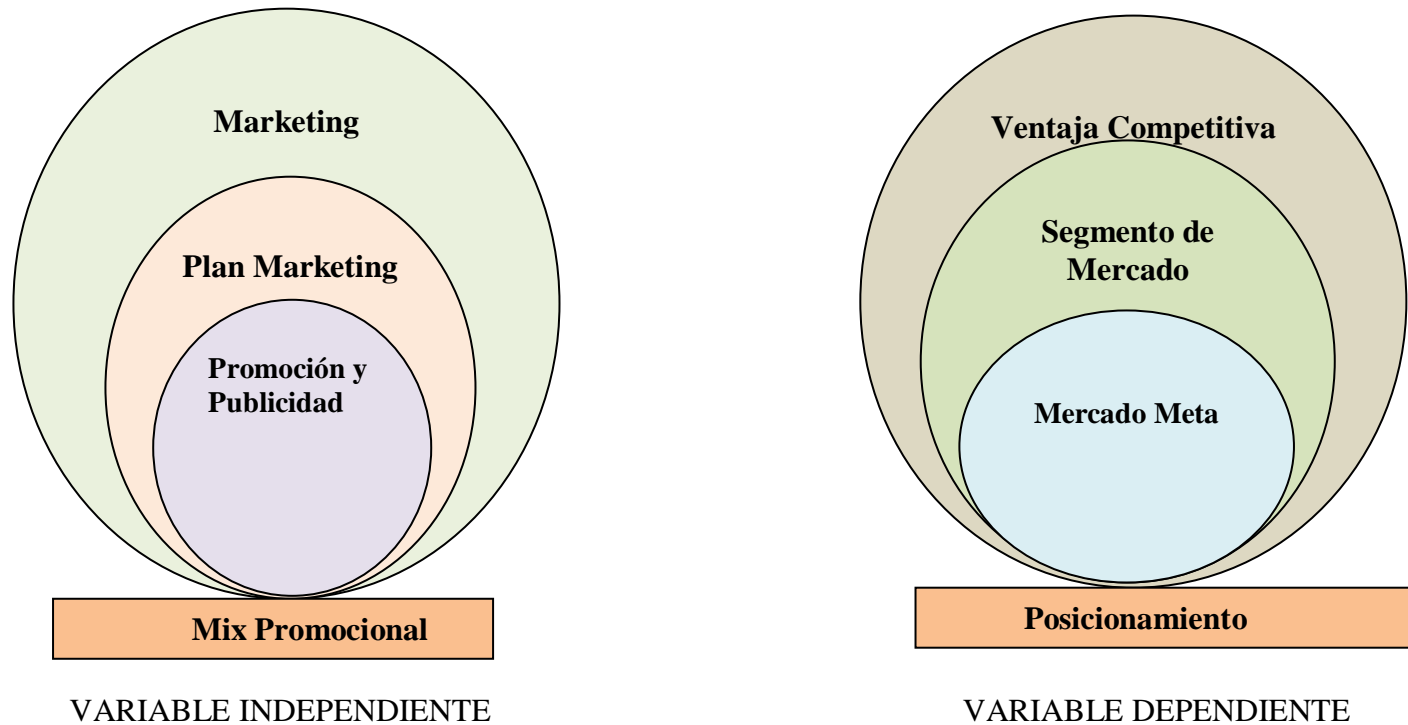 Marketing
Plan Marketing
Promoción y
Publicidad
Mix Promocional
VARIABLE INDEPENDIENTE
Ventaja Competitiva
Segmento de
Mercado
Mercado Meta
Posicionamiento
VARIABLE DEPENDIENTE